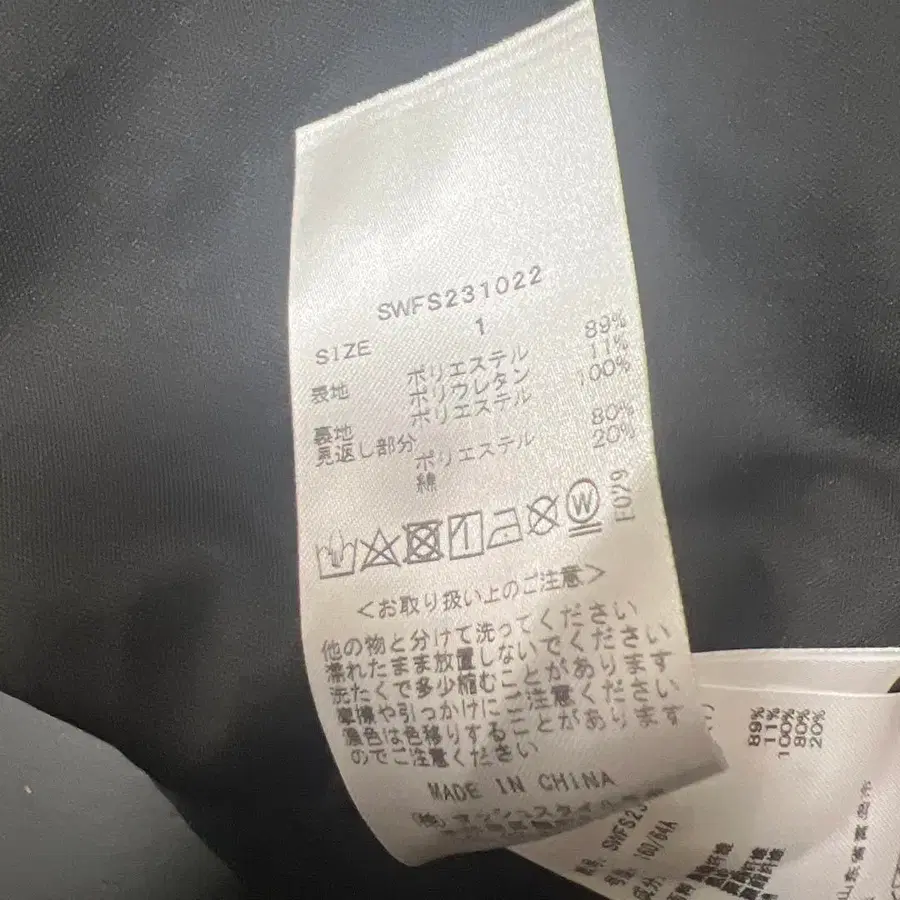 SWFS231022
SIZE 1
表地 ポリエステル 89%
ポリウレタン 11%
裏地 ポリエステル 100%
見返し部分
ポリエステル 80%
綿 20%
W
E029
<お取り扱い上のご注意>
他の物と分けて洗ってください
濡れたまま放置しないでください
洗たくで多少縮むことがあります
摩擦や引っかけにご注意ください
濃色は色移りすることがあります
のでご注意ください
MADE IN CHINA
89%
11%
100%
80%
20%
SWFS23
160/64A
成分